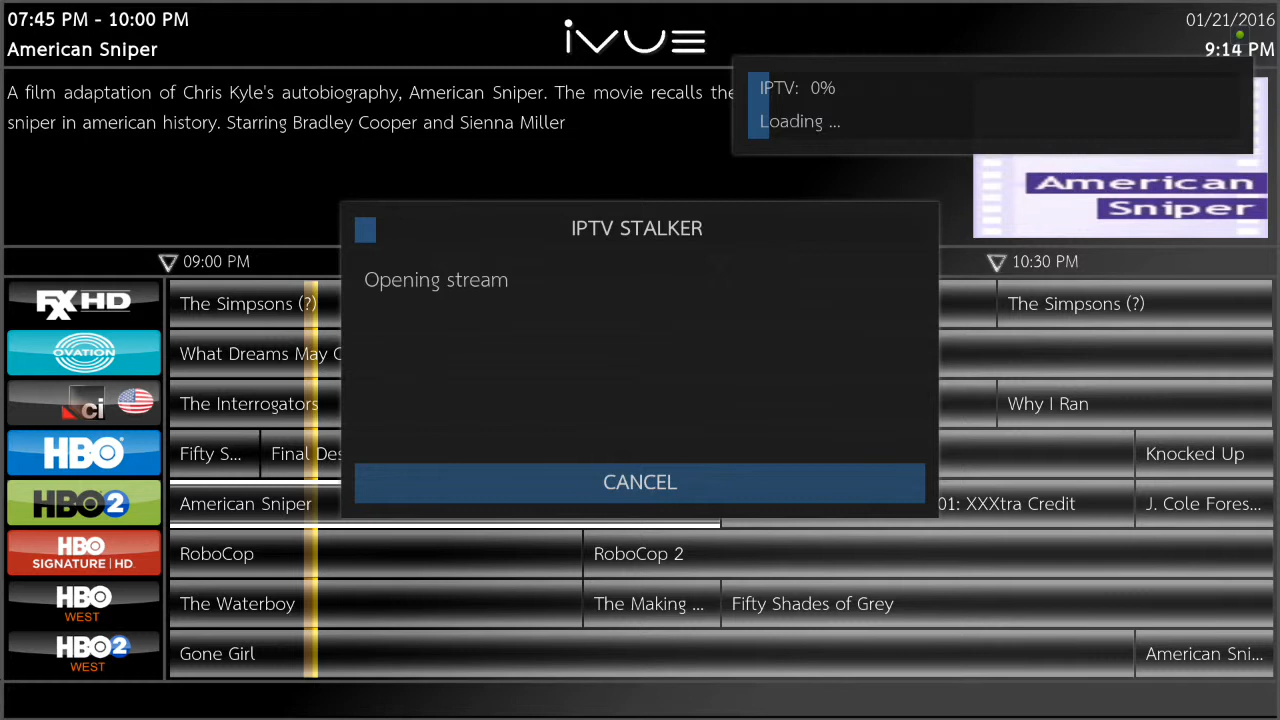 07:45 PM - 10:00 PM
American Sniper
iVUE
01/21/2016
9:14 PM
A film adaptation of Chris Kyle's autobiography, American Sniper. The movie recalls the
sniper in american history. Starring Bradley Cooper and Sienna Miller
IPTV: 0%
Loading ...
American
Sniper
IPTV STALKER
Opening stream
CANCEL
09:00 PM
10:30 PM
FXHD
The Simpsons (?)
The Simpsons (?)
OVATION
What Dreams May C
ci
The Interrogators
Why I Ran
HBO
Fifty S...
Final Des
Knocked Up
HBO2
American Sniper
01: XXXtra Credit
J. Cole Fores...
HBO
SIGNATURE|HD.
RoboCop
RoboCop 2
HBO
WEST
The Waterboy
The Making ...
Fifty Shades of Grey
HBO2
WEST
Gone Girl
American Sni...